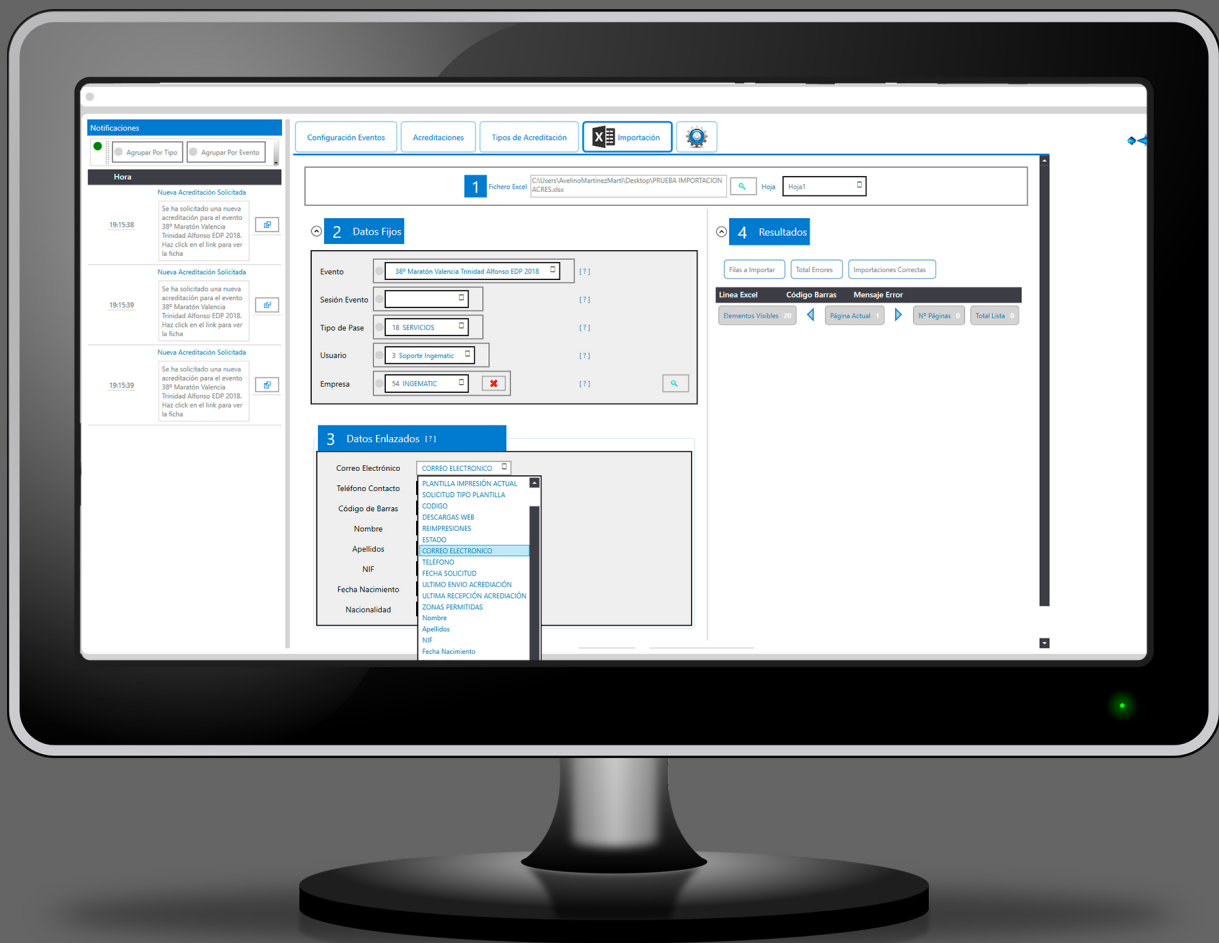 Notificaciones
Agrupar Por Tipo
Agrupar Por Evento
Hora
Nueva Acreditación Solicitada
19:15:38
Se ha solicitado una nueva
acreditación para el evento
38º Maratón Valencia
Trinidad Alfonso EDP 2018.
Haz click en el link para ver
la ficha
Nueva Acreditación Solicitada
19:15:39
Se ha solicitado una nueva
acreditación para el evento
38º Maratón Valencia
Trinidad Alfonso EDP 2018.
Haz click en el link para ver
la ficha
Nueva Acreditación Solicitada
19:15:39
Se ha solicitado una nueva
acreditación para el evento
38º Maratón Valencia
Trinidad Alfonso EDP 2018.
Haz click en el link para ver
la ficha
Configuración Eventos
Acreditaciones
Tipos de Acreditación
X Importación
1 Fichero Excel
C:\Users\AvelinoMartinezMarti\Desktop\PRUEBA IMPORTACION
ACRES.xlsx
Hoja
Hoja1
2 Datos Fijos
Evento
38º Maratón Valencia Trinidad Alfonso EDP 2018
[?]
Sesión Evento
[?]
Tipo de Pase
18 SERVICIOS
[?]
Usuario
3 Soporte Ingematic
[?]
Empresa
54 INGEMATIC
[?]
3 Datos Enlazados [?]
Correo Electrónico
CORREO ELECTRONICO
Teléfono Contacto
Código de Barras
Nombre
Apellidos
NIF
Fecha Nacimiento
Nacionalidad
PLANTILLA IMPRESIÓN ACTUAL
SOLICITUD TIPO PLANTILLA
CODIGO
DESCARGAS WEB
REIMPRESIONES
ESTADO
CORREO ELECTRONICO
TELÉFONO
FECHA SOLICITUD
ULTIMO ENVIO ACREDIACIÓN
ULTIMA RECEPCIÓN ACREDIACIÓN
ZONAS PERMITIDAS
Nombre
Apellidos
NIF
Fecha Nacimiento
4 Resultados
Filas a Importar
Total Errores
Importaciones Correctas
Linea Excel
Código Barras
Mensaje Error
Elementos Visibles 20
Página Actual 1
Nº Páginas 0
Total Lista 0